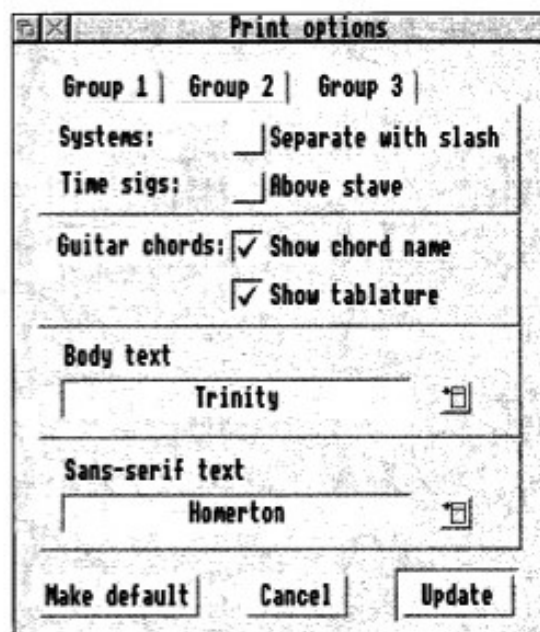 Print options
Group 1 Group 2 Group 3
Systems: Separate with slash
Time sigs: Above stave
Guitar chords: Show chord name
Show tablature
Body text
Trinity
Sans-serif text
Homerton
Make default Cancel Update